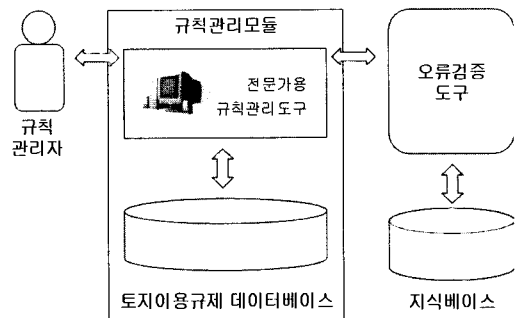 규칙관리모듈
전문가용
규칙관리도구
오류검증
도구
규칙
관리자
토지이용규제 데이터베이스
지식베이스